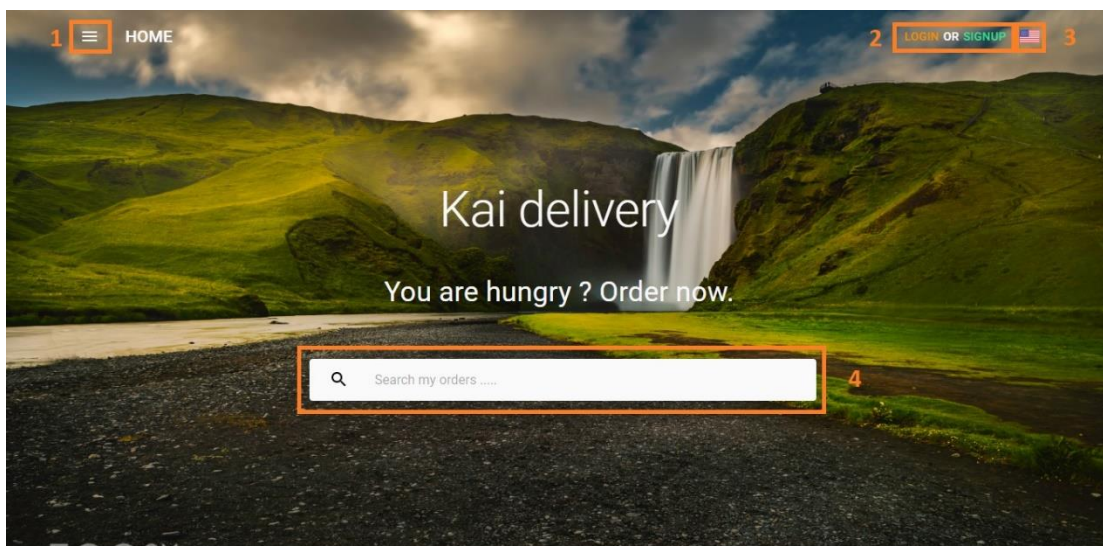 1 HOME 2 LOGIN OR SIGNUP 3
Kai delivery
You are hungry ? Order now.
Search my orders ..... 4